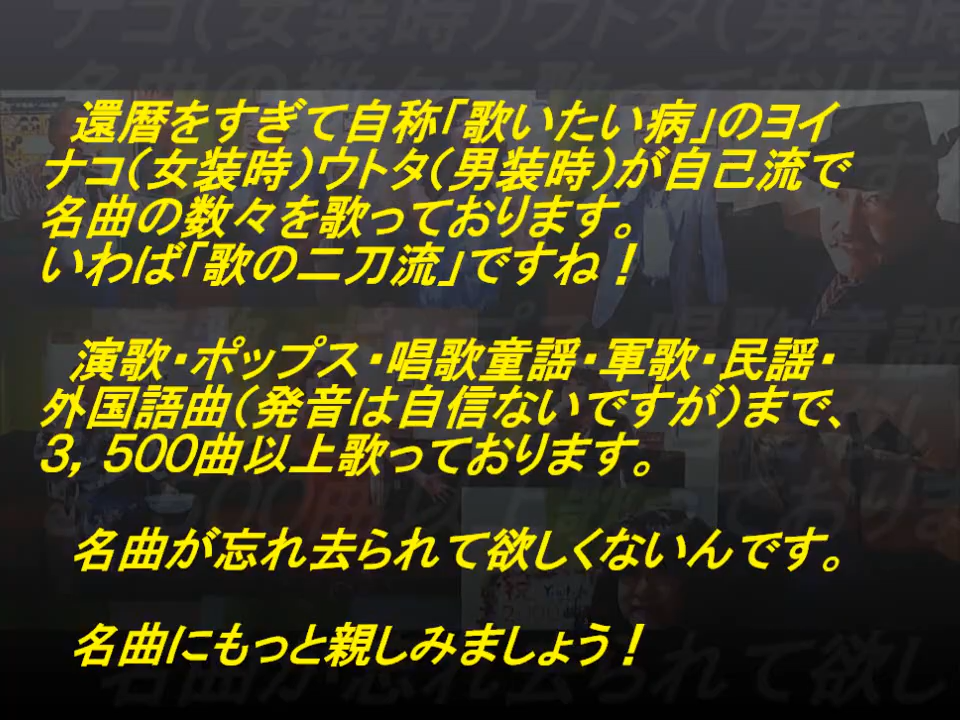 還暦をすぎて自称「歌いたい病」のヨイ
ナコ(女装時)ウトタ(男装時)が自己流で
名曲の数々を歌っております。
いわば「歌の二刀流」ですね！
演歌・ポップス・唱歌童謡・軍歌・民謡・
外国語曲(発音は自信ないですが)まで、
３，５００曲以上歌っております。
名曲が忘れ去られて欲しくないんです。
名曲にもっと親しみましょう！